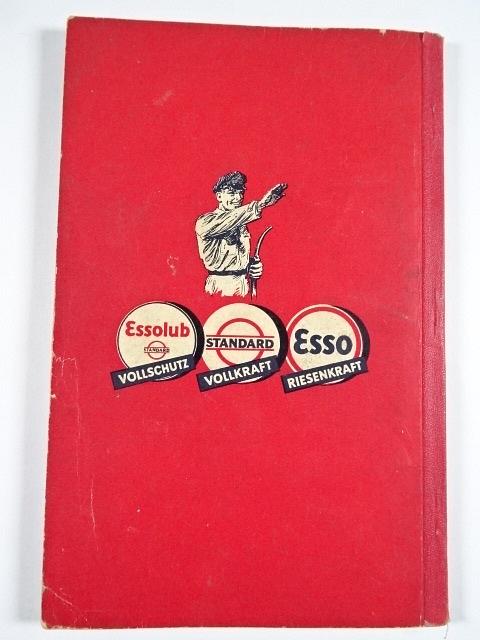 Essolub
STANDARD
VOLLSCHUTZ
STANDARD
VOLLKRAFT
Esso
RIESENKRAFT